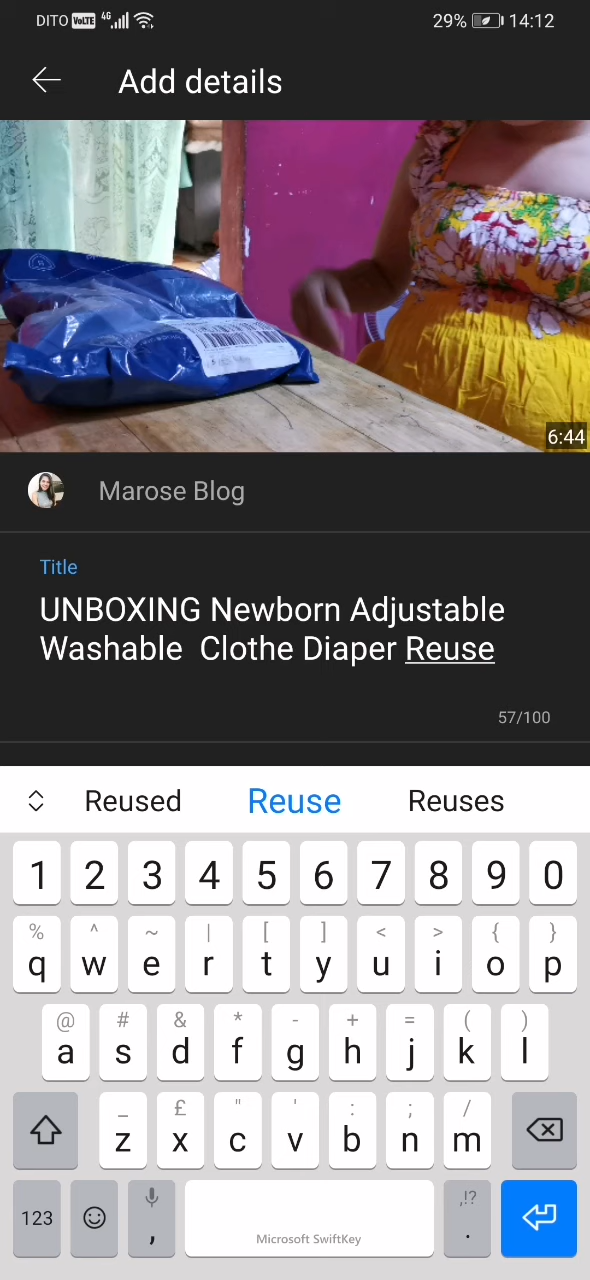 DITO VoLTE 4G 29% 14:12
Add details
6:44
Marose Blog
Title
UNBOXING Newborn Adjustable
Washable  Clothe Diaper Reuse
57/100
Reused Reuse Reuses
1 2 3 4 5 6 7 8 9 0
% ^ ~ | [ ] < > { }
q w e r t y u i o p
@ # & * - + = ( )
a s d f g h j k l
_ £ " ' : ; /
z x c v b n m
,!?
123 , .
Microsoft SwiftKey